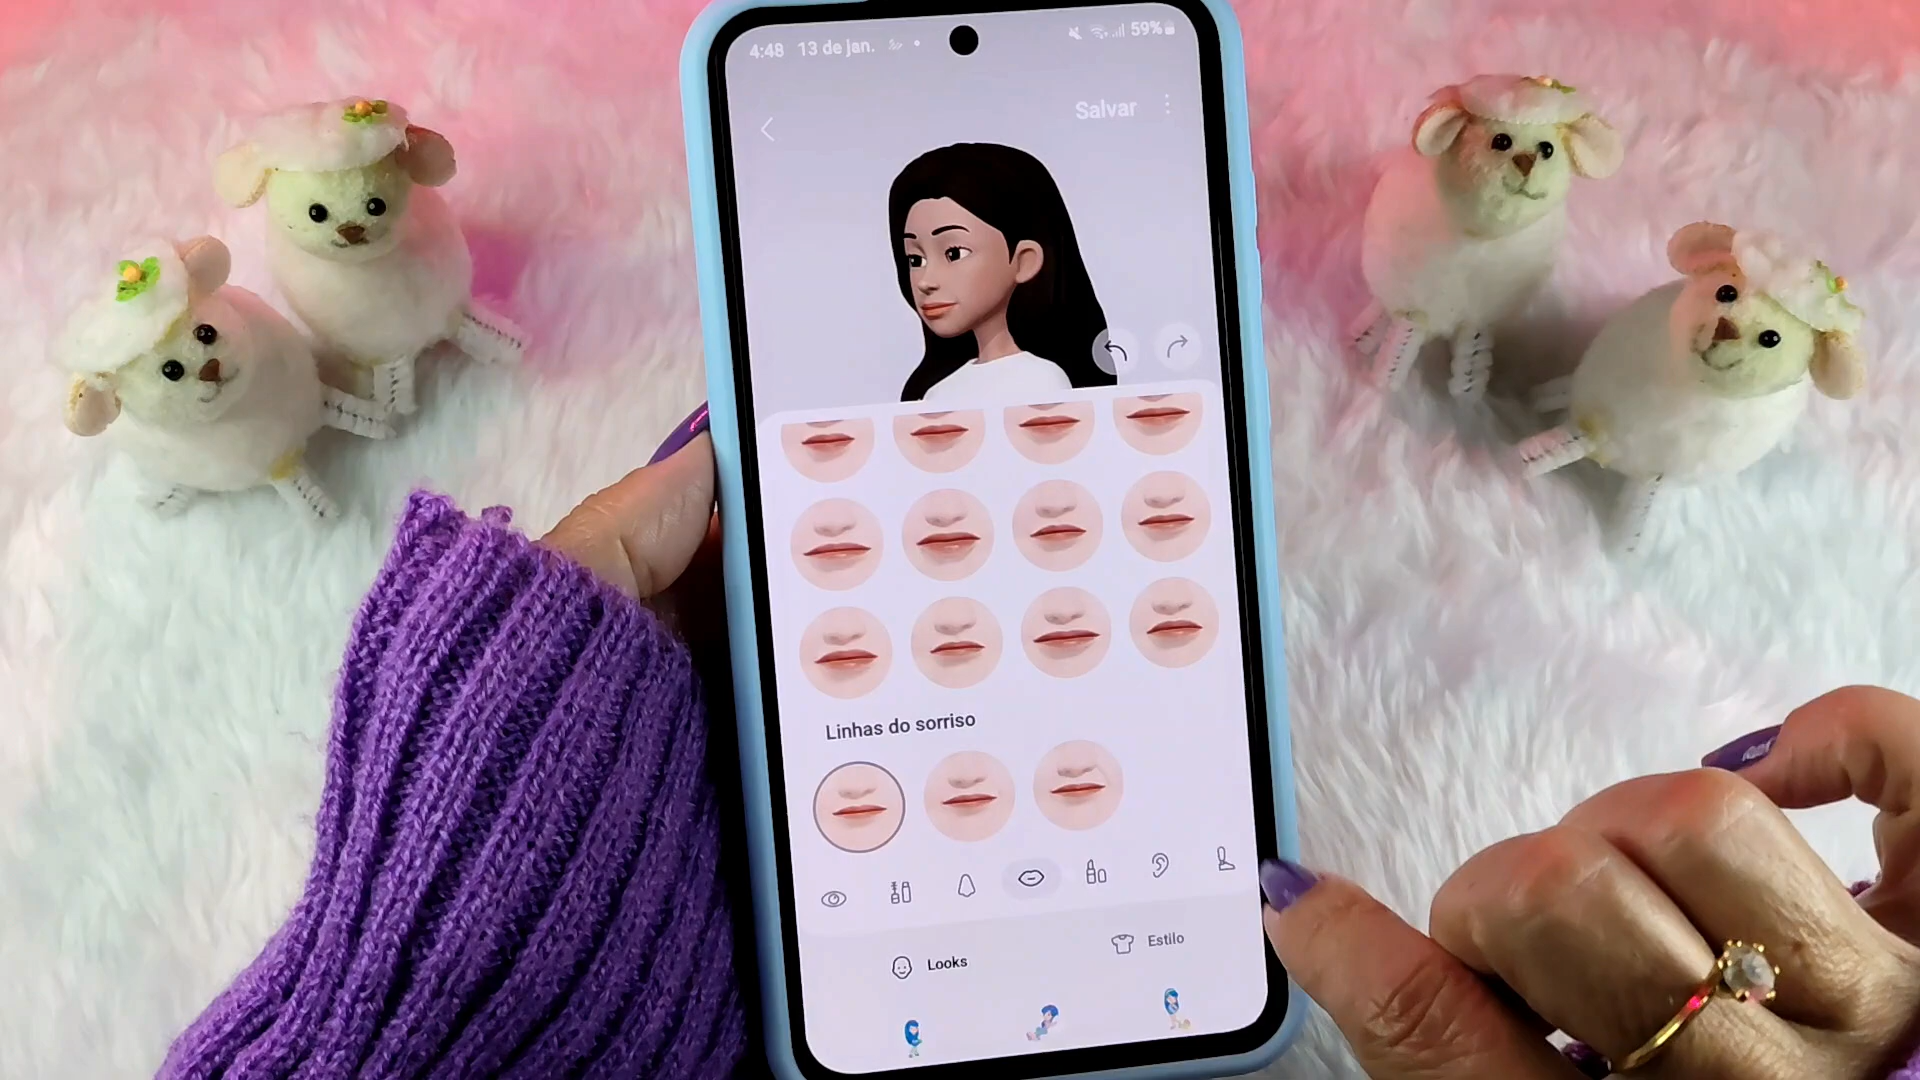 4:48 13 de jan. 59%
Salvar
Linhas do sorriso
Looks
Estilo